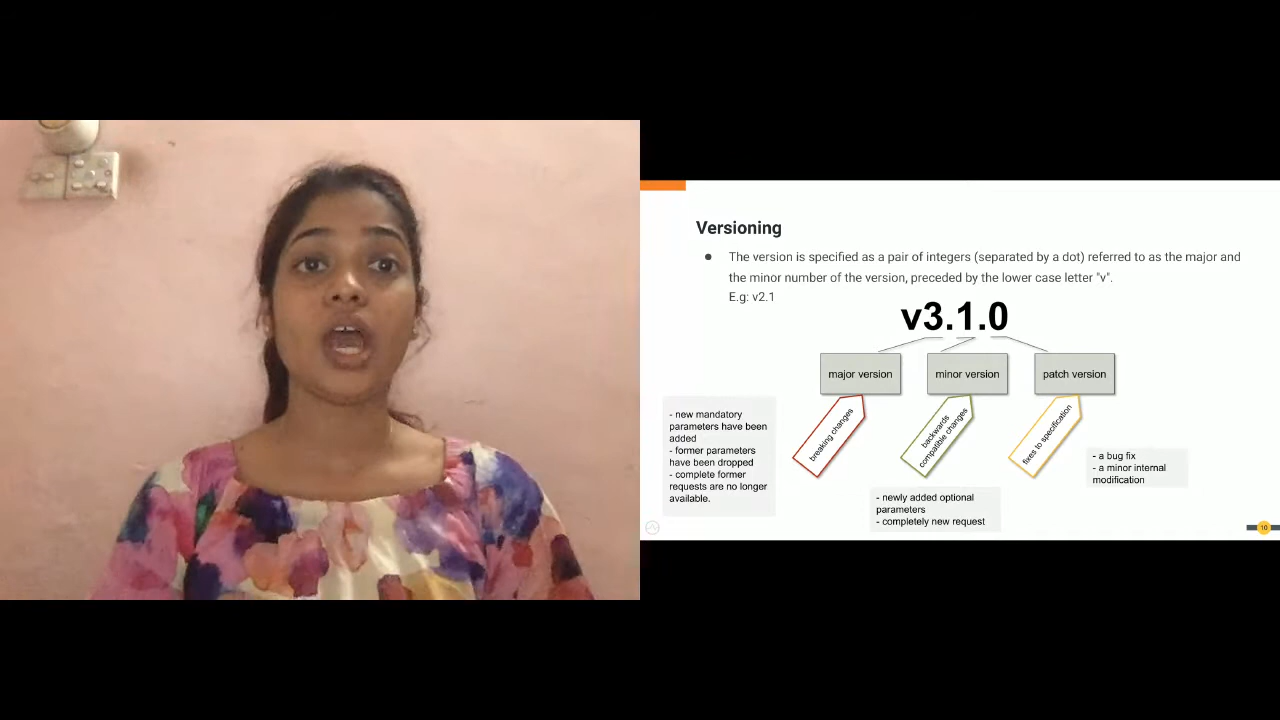 Versioning
● The version is specified as a pair of integers (separated by a dot) referred to as the major and
the minor number of the version, preceded by the lower case letter "v".
E.g: v2.1
v3.1.0
major version
minor version
patch version
breaking changes
backwards
compatible changes
fixes to specification
- new mandatory
parameters have been
added
- former parameters
have been dropped
- complete former
requests are no longer
available.
- newly added optional
parameters
- completely new request
- a bug fix
- a minor internal
modification
10